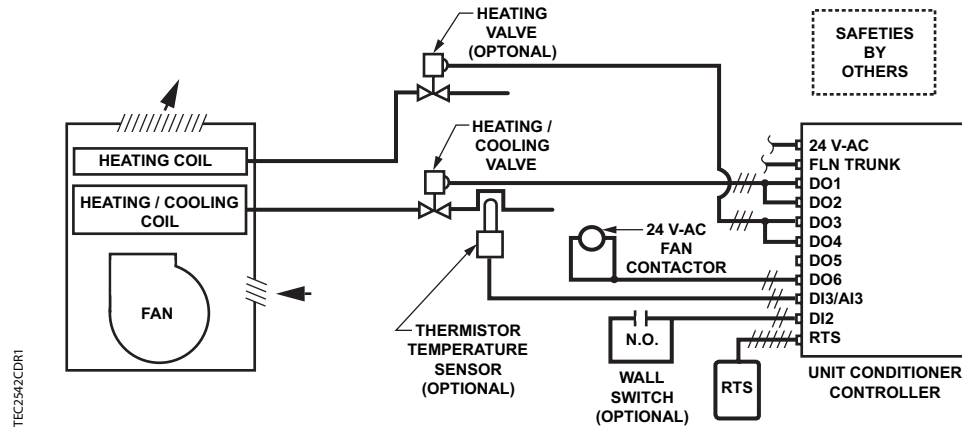 HEATING
VALVE
(OPTIONAL)
SAFETIES
BY
OTHERS
HEATING /
COOLING
VALVE
HEATING COIL
HEATING / COOLING
COIL
FAN
24 V-AC
FAN
CONTACTOR
THERMISTOR
TEMPERATURE
SENSOR
(OPTIONAL)
N.O.
WALL
SWITCH
(OPTIONAL)
RTS
24 V-AC
FLN TRUNK
DO1
DO2
DO3
DO4
DO5
DO6
DI3/AI3
DI2
RTS
UNIT CONDITIONER
CONTROLLER
TEC2542CDR1